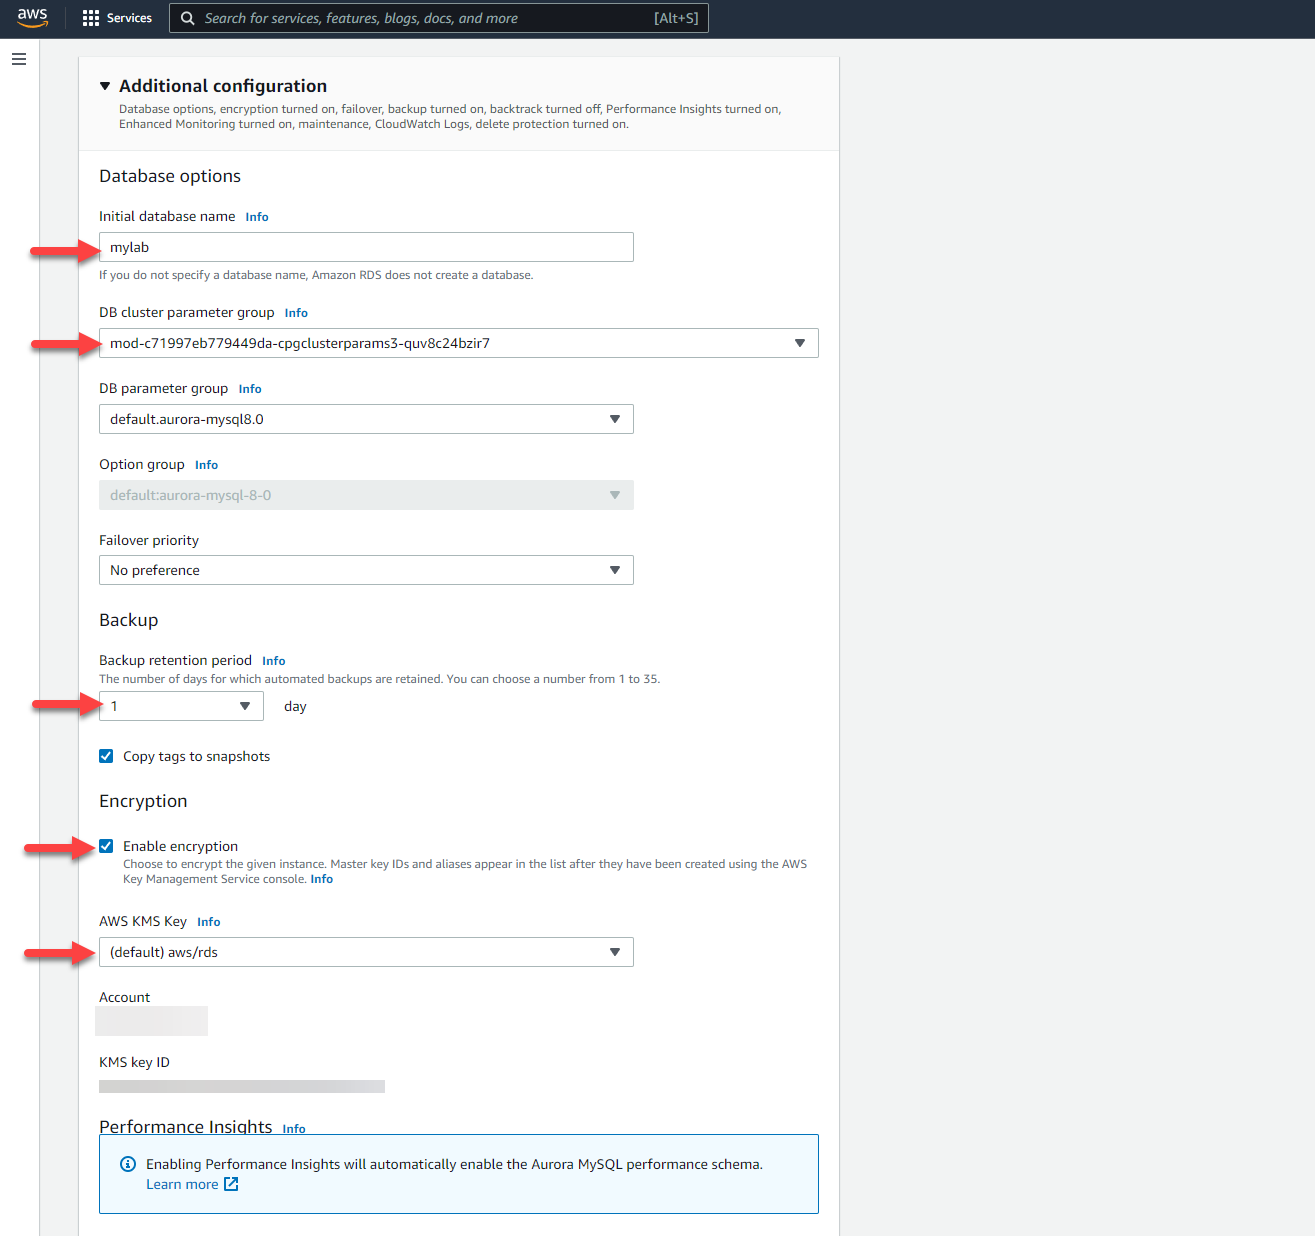 aws
Services
Search for services, features, blogs, docs, and more
[Alt+S]
Additional configuration
Database options, encryption turned on, failover, backup turned on, backtrack turned off, Performance Insights turned on,
Enhanced Monitoring turned on, maintenance, CloudWatch Logs, delete protection turned on.
Database options
Initial database name Info
mylab
If you do not specify a database name, Amazon RDS does not create a database.
DB cluster parameter group Info
mod-c71997eb779449da-cpgclusterparams3-quv8c24bzir7
DB parameter group Info
default.aurora-mysql8.0
Option group Info
default:aurora-mysql-8-0
Failover priority
No preference
Backup
Backup retention period Info
The number of days for which automated backups are retained. You can choose a number from 1 to 35.
1 day
Copy tags to snapshots
Encryption
Enable encryption
Choose to encrypt the given instance. Master key IDs and aliases appear in the list after they have been created using the AWS
Key Management Service console. Info
AWS KMS Key Info
(default) aws/rds
Account
KMS key ID
Performance Insights Info
Enabling Performance Insights will automatically enable the Aurora MySQL performance schema.
Learn more